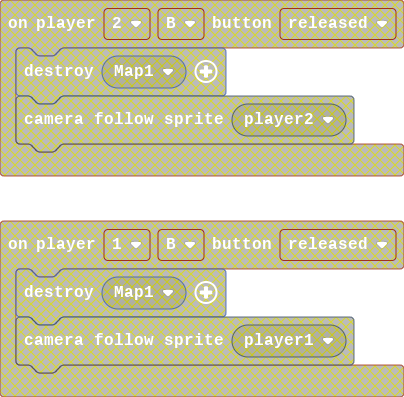 on player 2 B button released
destroy Map1
camera follow sprite player2
on player 1 B button released
destroy Map1
camera follow sprite player1